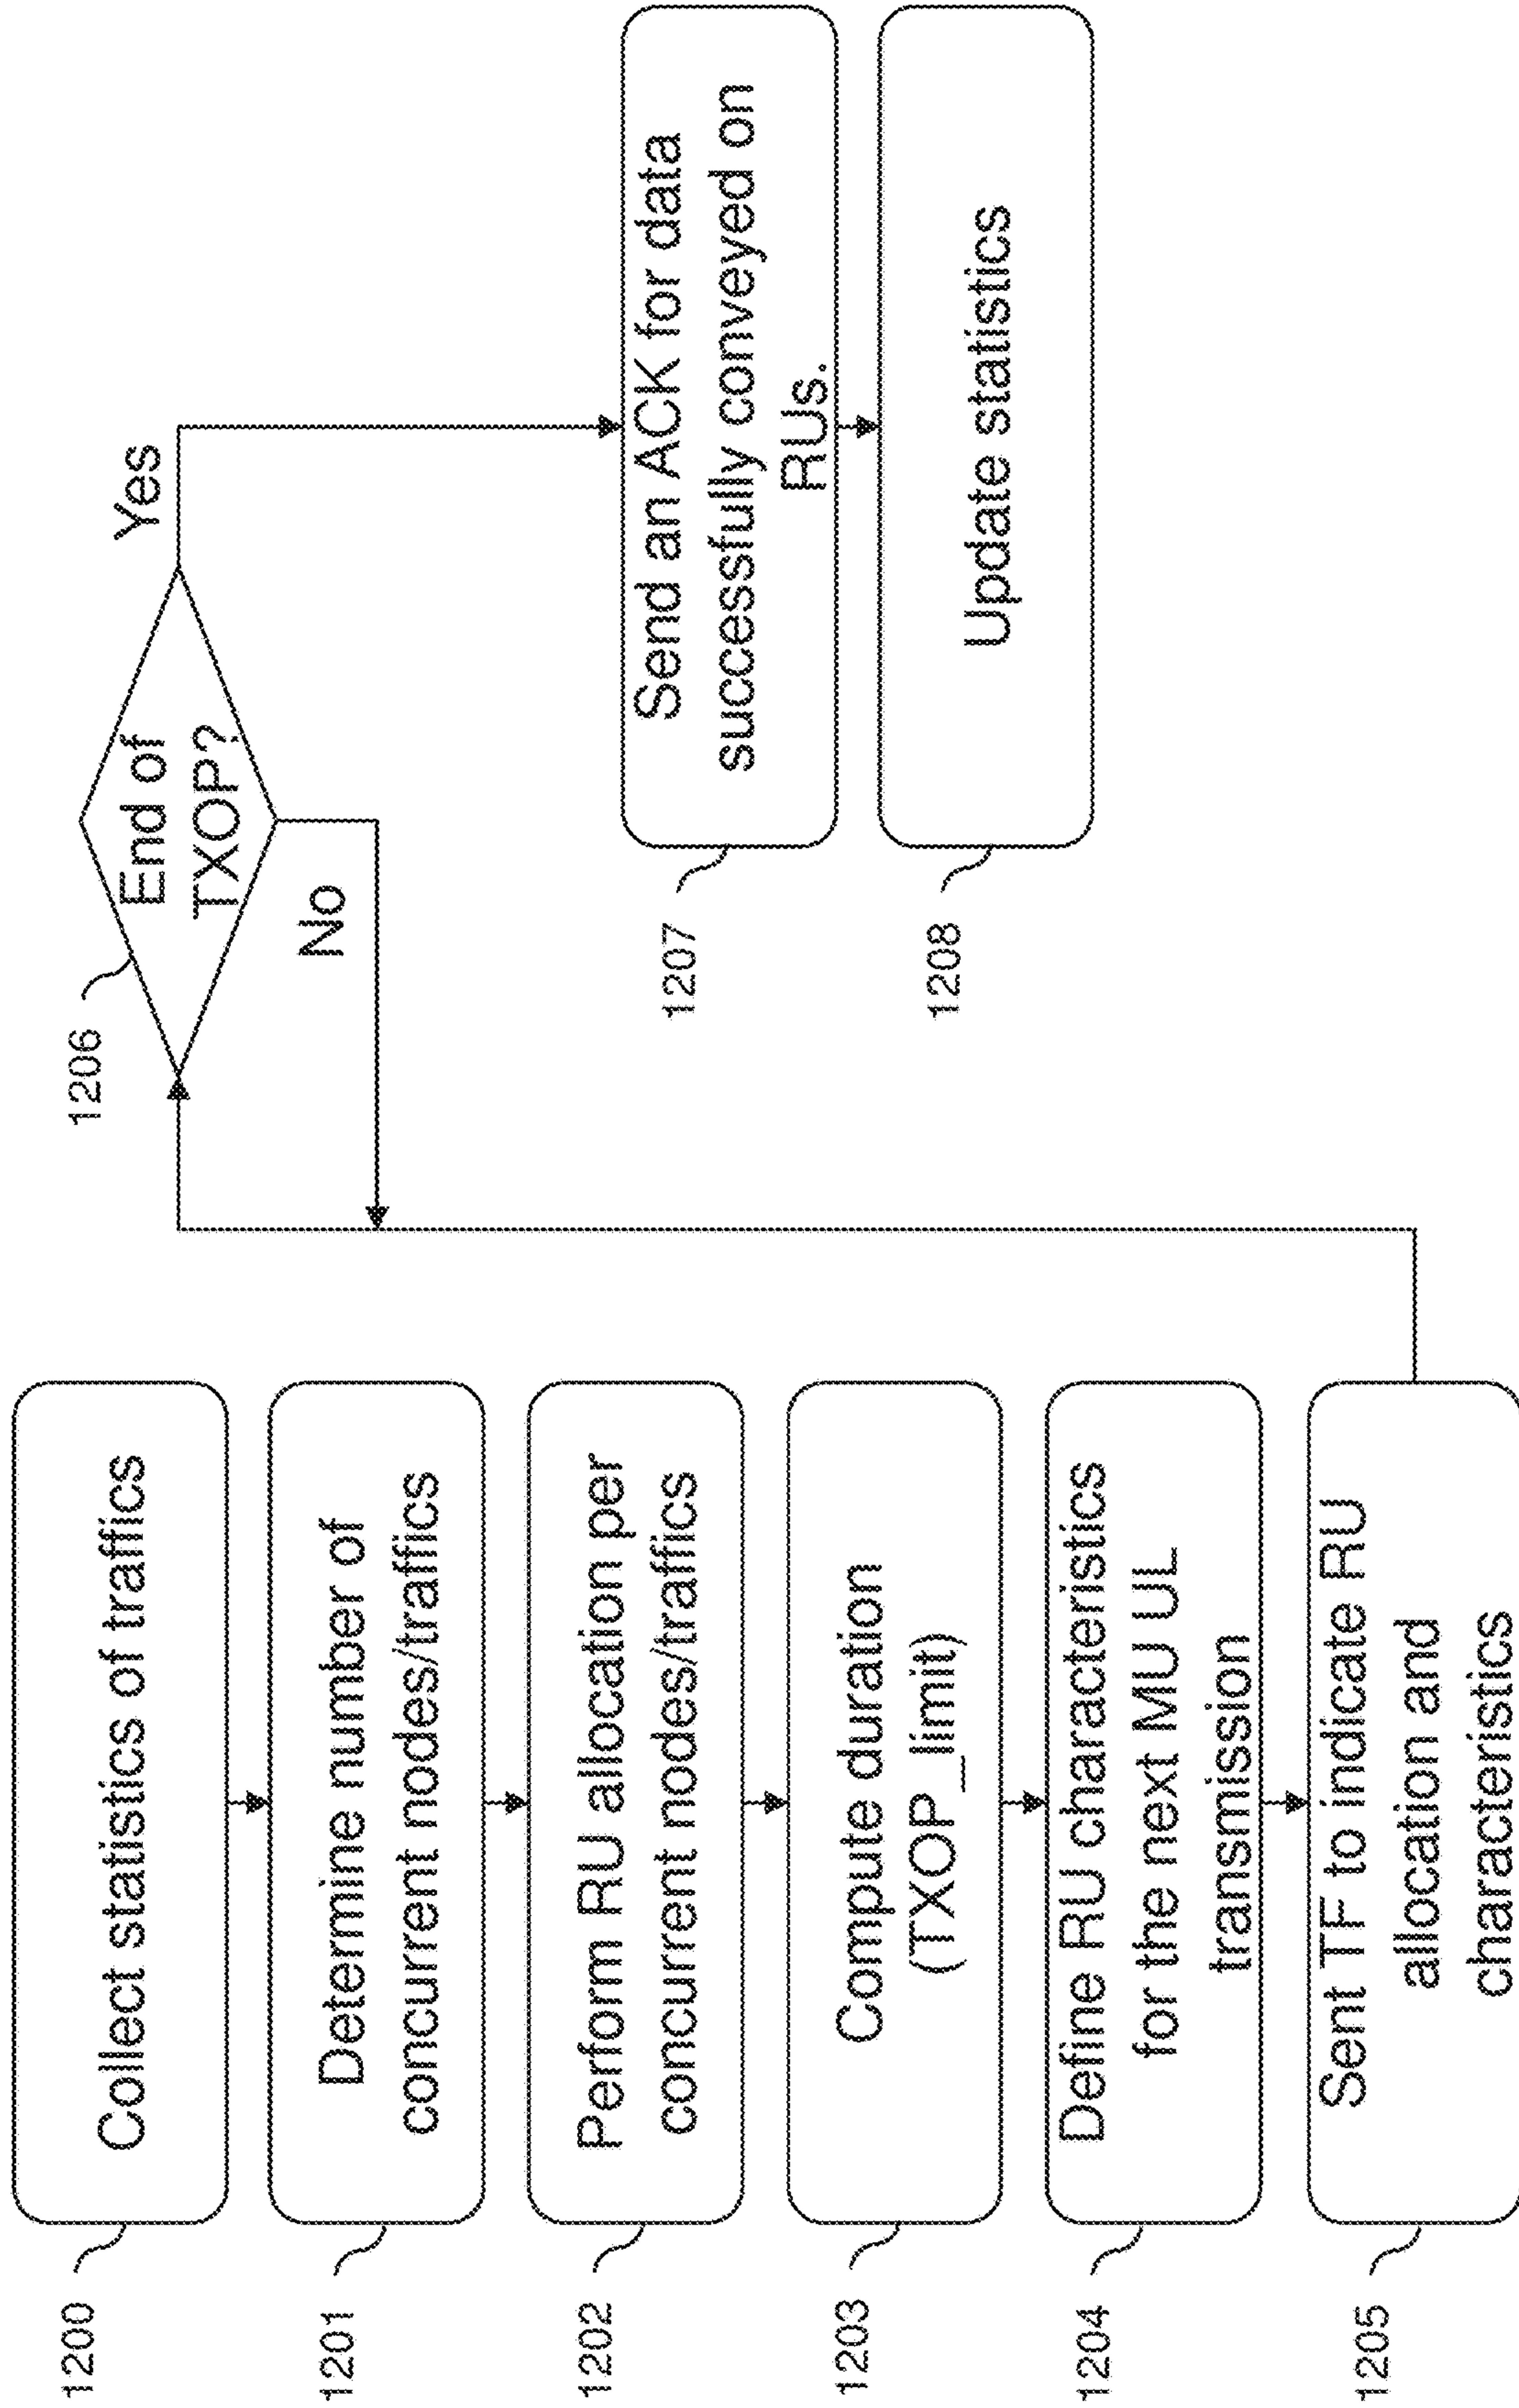 1200
Collect statistics of traffics
1201
Determine number of
concurrent nodes/traffics
1202
Perform RU allocation per
concurrent nodes/traffics
1203
Compute duration
(TXOP_limit)
1204
Define RU characteristics
for the next MU UL
transmission
1205
Sent TF to indicate RU
allocation and
characteristics
1206
End of
TXOP?
Yes
No
1207
Send an ACK for data
successfully conveyed on
RUs.
1208
Update statistics